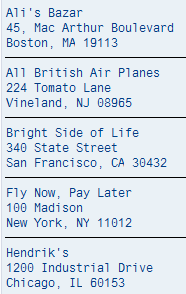 Ali's Bazar
45, Mac Arthur Boulevard
Boston, MA 19113
All British Air Planes
224 Tomato Lane
Vineland, NJ 08965
Bright Side of Life
340 State Street
San Francisco, CA 30432
Fly Now, Pay Later
100 Madison
New York, NY 11012
Hendrik's
1200 Industrial Drive
Chicago, IL 60153